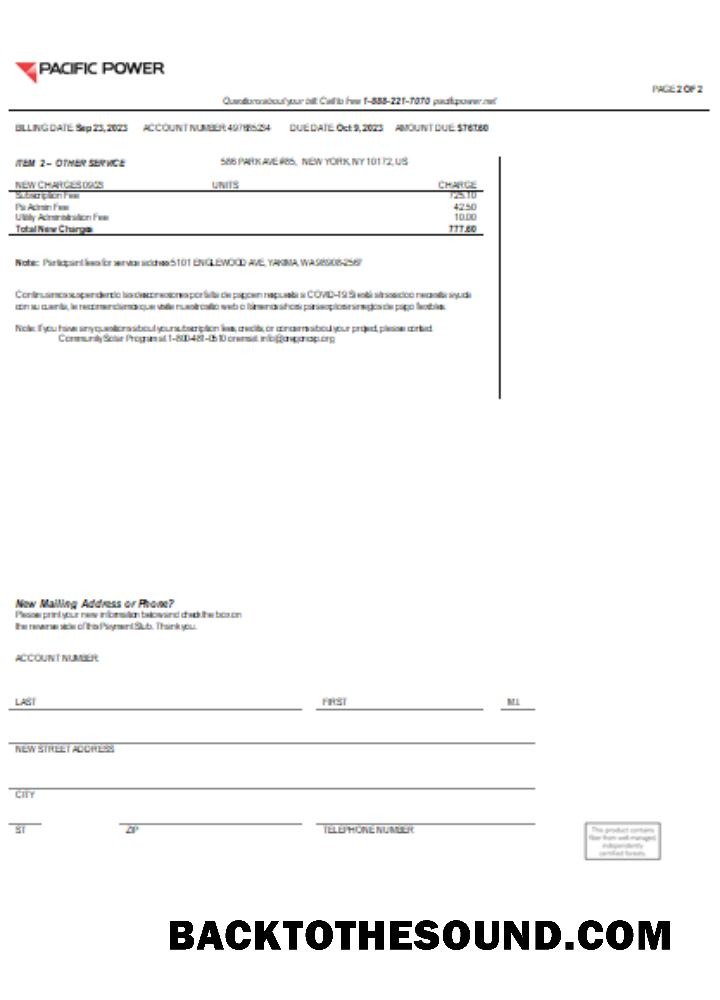 PACIFIC POWER
PAGE 2 OF 2
Questions about your bill: Call to free 1-888-221-7070 pacificpower.net
BILLING DATE: Sep 23, 2023 ACCOUNT NUMBER: 497685234 DUE DATE: Oct 9, 2023 AMOUNT DUE: $767.60
ITEM 2 – OTHER SERVICE 586 PARK AVE #85, NEW YORK, NY 10172, US
NEW CHARGES 09/23 UNITS CHARGE
Subscription Fee 725.10
Admin Fee 42.50
Utility Administration Fee 10.00
Total New Charges 777.60
Note: Participant fees for service address 5101 ENGLEWOOD AVE, YAKIMA, WA 98908-2567
Continuamos suspendiendo las desconexiones por falta de pago en respuesta a COVID-19. Si está atrasado o necesita ayuda
con su cuenta, le recomendamos que visite nuestro sitio web o llámenos ahora para explorar arreglos de pago flexibles.
Note: If you have any questions about your subscription fees, credits, or concerns about your project, please contact
Community Solar Program at 1-800-481-0510 or email: info@oregoncsp.org
New Mailing Address or Phone?
Please print your new information below and check the box on
the reverse side of this Payment Stub. Thank you.
ACCOUNT NUMBER:
LAST FIRST M.I.
NEW STREET ADDRESS
CITY
ST ZIP TELEPHONE NUMBER
This product contains
fiber from well-managed,
independently
certified forests.
BACKTOTHESOUND.COM